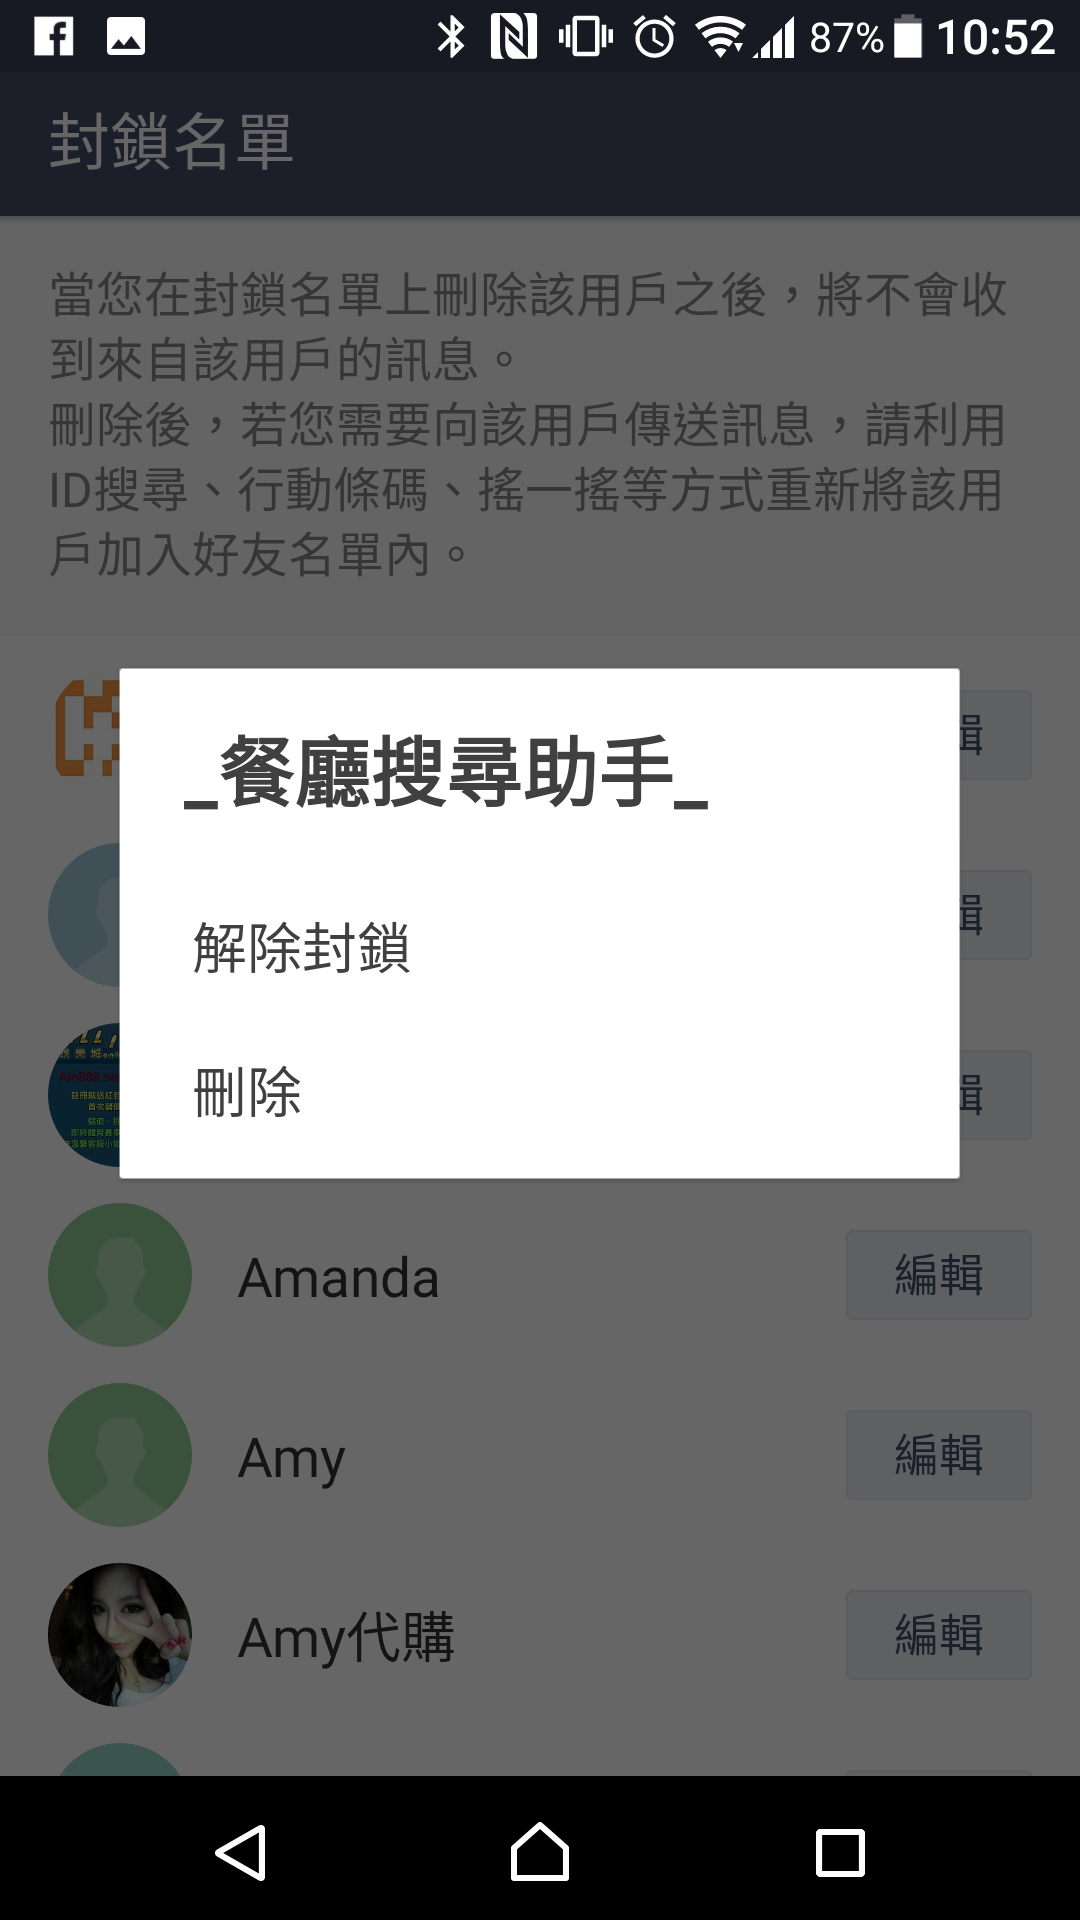 87% 10:52
封鎖名單
當您在封鎖名單上刪除該用戶之後，將不會收
到來自該用戶的訊息。
刪除後，若您需要向該用戶傳送訊息，請利用
ID搜尋、行動條碼、搖一搖等方式重新將該用
戶加入好友名單內。
_餐廳搜尋助手_
解除封鎖
刪除
輯
輯
輯
Amanda
編輯
Amy
編輯
Amy代購
編輯